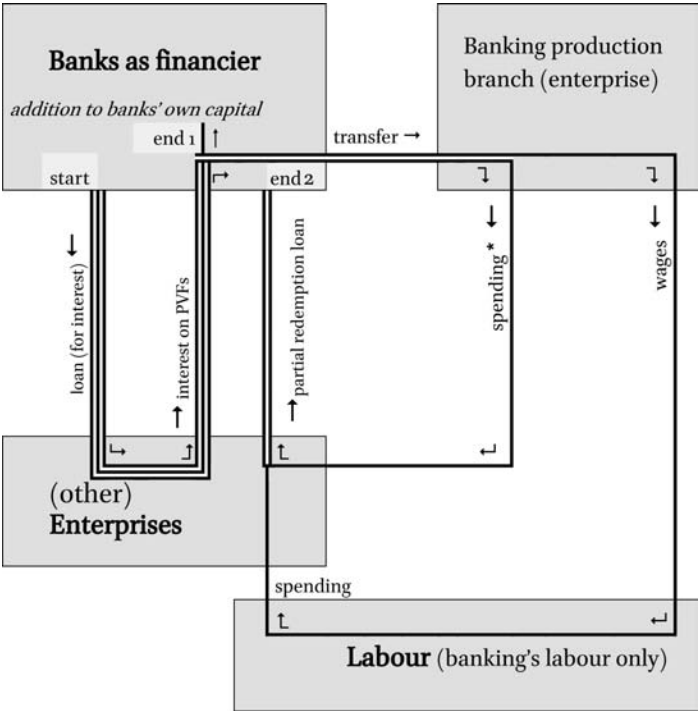 Banks as financier
addition to banks' own capital
end 1 ↑
start
end 2
transfer →
Banking production
branch (enterprise)
loan (for interest)
interest on PVFs
partial redemption loan
spending *
wages
(other)
Enterprises
spending
Labour (banking's labour only)